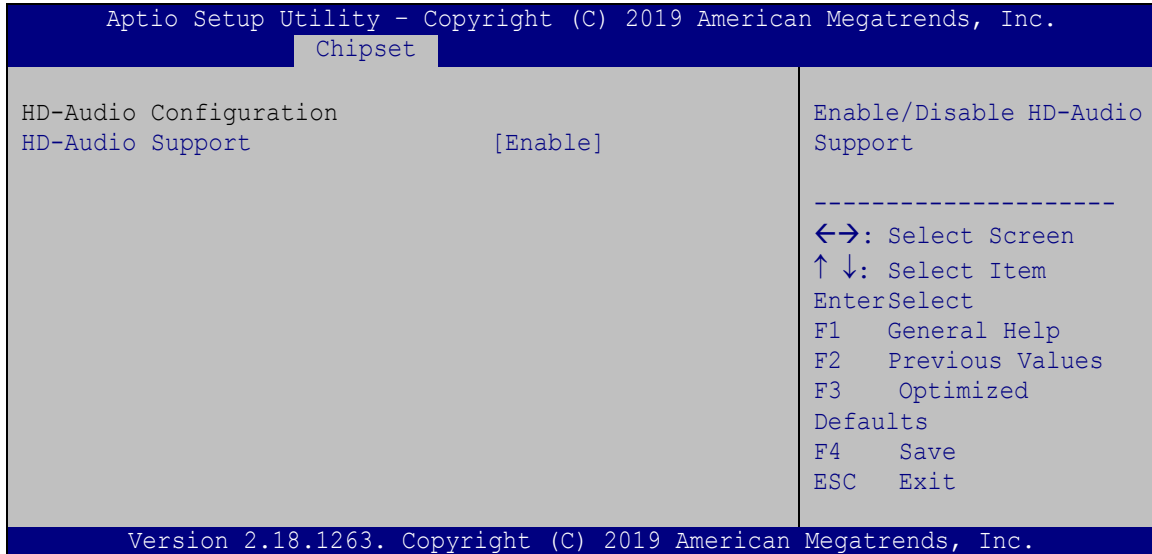 Aptio Setup Utility – Copyright (C) 2019 American Megatrends, Inc.
Chipset
HD-Audio Configuration
HD-Audio Support [Enable]
Enable/Disable HD-Audio
Support
---------------------
←→: Select Screen
↑ ↓: Select Item
EnterSelect
F1 General Help
F2 Previous Values
F3 Optimized
Defaults
F4 Save
ESC Exit
Version 2.18.1263. Copyright (C) 2019 American Megatrends, Inc.